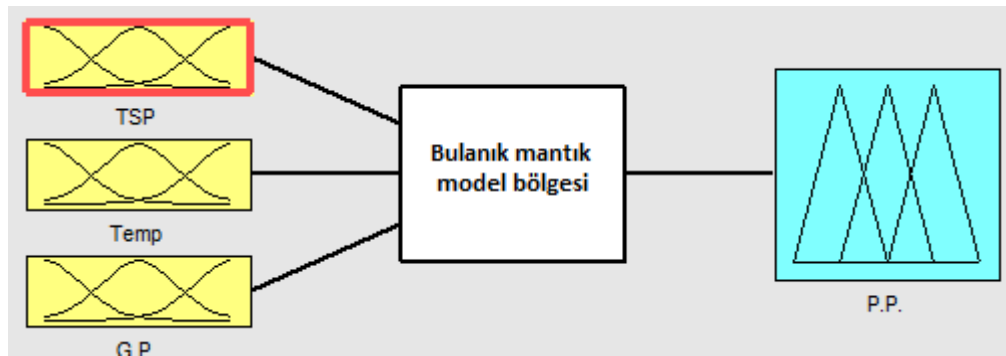 TSP
Temp
G.P.
Bulanık mantık
model bölgesi
P.P.